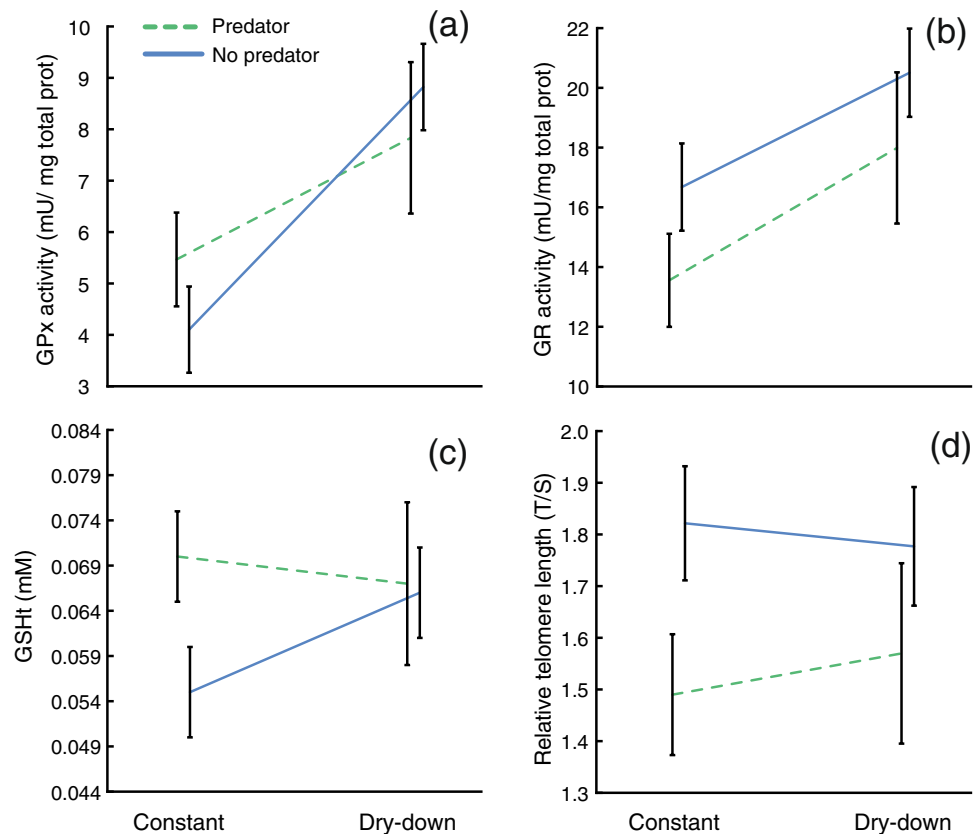 (a)
Predator
No predator
GPx activity (mU/ mg total prot)
10
9
8
7
6
5
4
3
(b)
GR activity (mU/mg total prot)
22
20
18
16
14
12
10
(c)
GSHt (mM)
0.084
0.079
0.074
0.069
0.064
0.059
0.054
0.049
0.044
Constant
Dry-down
(d)
Relative telomere length (T/S)
2.0
1.9
1.8
1.7
1.6
1.5
1.4
1.3
Constant
Dry-down